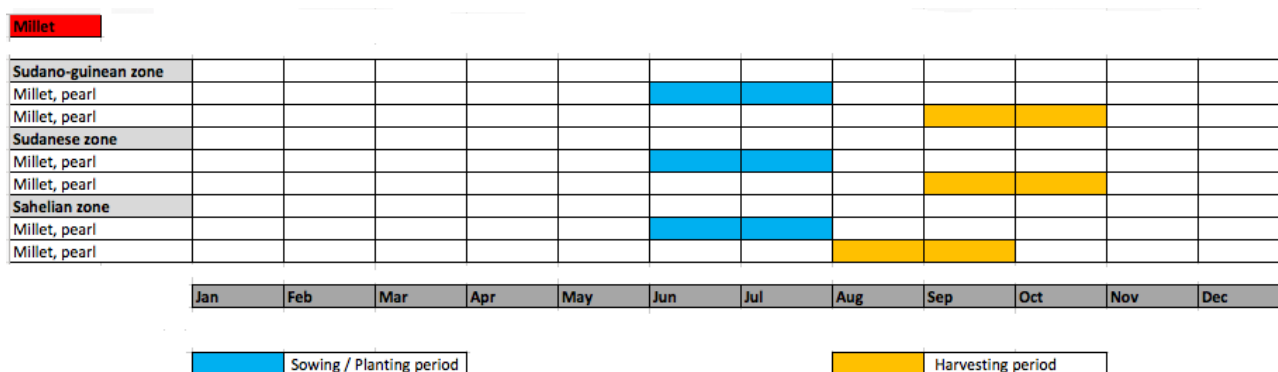 Millet
Sudano-guinean zone
Millet, pearl
Millet, pearl
Sudanese zone
Millet, pearl
Millet, pearl
Sahelian zone
Millet, pearl
Millet, pearl
Jan Feb Mar Apr May Jun Jul Aug Sep Oct Nov Dec
Sowing / Planting period Harvesting period